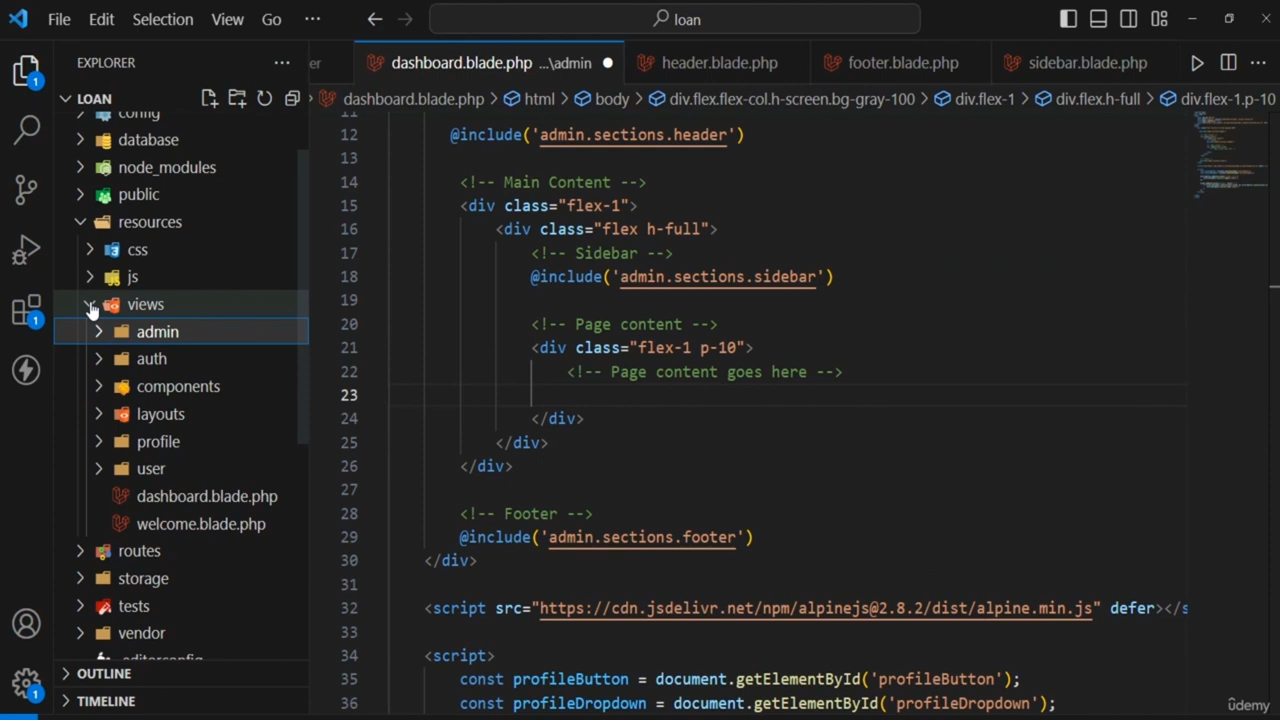 File Edit Selection View Go ··· loan
EXPLORER ··· er dashboard.blade.php ...\admin header.blade.php footer.blade.php sidebar.blade.php ···
LOAN
dashboard.blade.php > html > body > div.flex.flex-col.h-screen.bg-gray-100 > div.flex-1 > div.flex.h-full > div.flex-1.p-10
config
database
node_modules
public
resources
css
js
views
admin
auth
components
layouts
profile
user
dashboard.blade.php
welcome.blade.php
routes
storage
tests
vendor
.editorconfig
OUTLINE
TIMELINE
1
1
1
11
12 @include('admin.sections.header')
13
14 <!-- Main Content -->
15 <div class="flex-1">
16 <div class="flex h-full">
17 <!-- Sidebar -->
18 @include('admin.sections.sidebar')
19
20 <!-- Page content -->
21 <div class="flex-1 p-10">
22 <!-- Page content goes here -->
23
24 </div>
25 </div>
26 </div>
27
28 <!-- Footer -->
29 @include('admin.sections.footer')
30 </div>
31
32 <script src="https://cdn.jsdelivr.net/npm/alpinejs@2.8.2/dist/alpine.min.js" defer></s
33
34 <script>
35 const profileButton = document.getElementById('profileButton');
36 const profileDropdown = document.getElementById('profileDropdown');
ûdemy